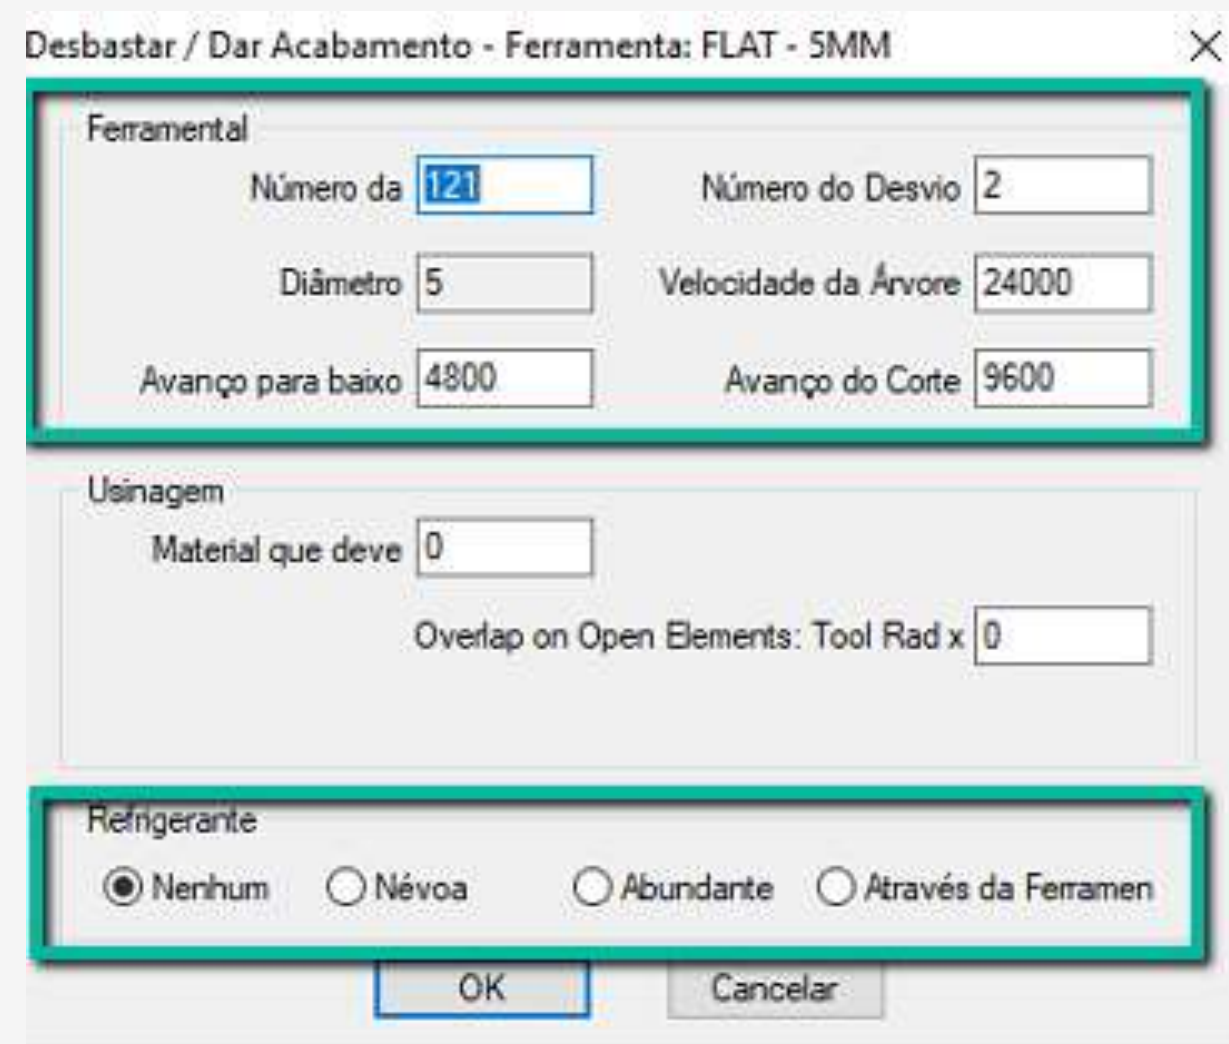 Desbastar / Dar Acabamento - Ferramenta: FLAT - 5MM
Ferramental
Número da 121 Número do Desvio 2
Diâmetro 5 Velocidade da Árvore 24000
Avanço para baixo 4800 Avanço do Corte 9600
Usinagem
Material que deve 0
Overlap on Open Elements: Tool Rad x 0
Refrigerante
Nenhum Névoa Abundante Através da Ferramen
OK Cancelar